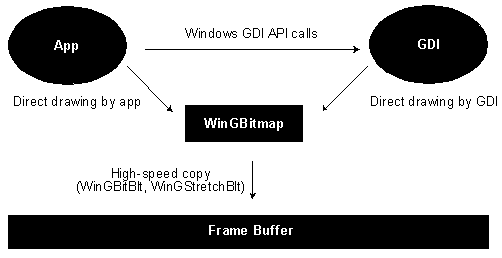 App
Windows GDI API calls
GDI
Direct drawing by app
Direct drawing by GDI
WinGBitmap
High-speed copy
(WinGBitBlt, WinGStretchBlt)
Frame Buffer